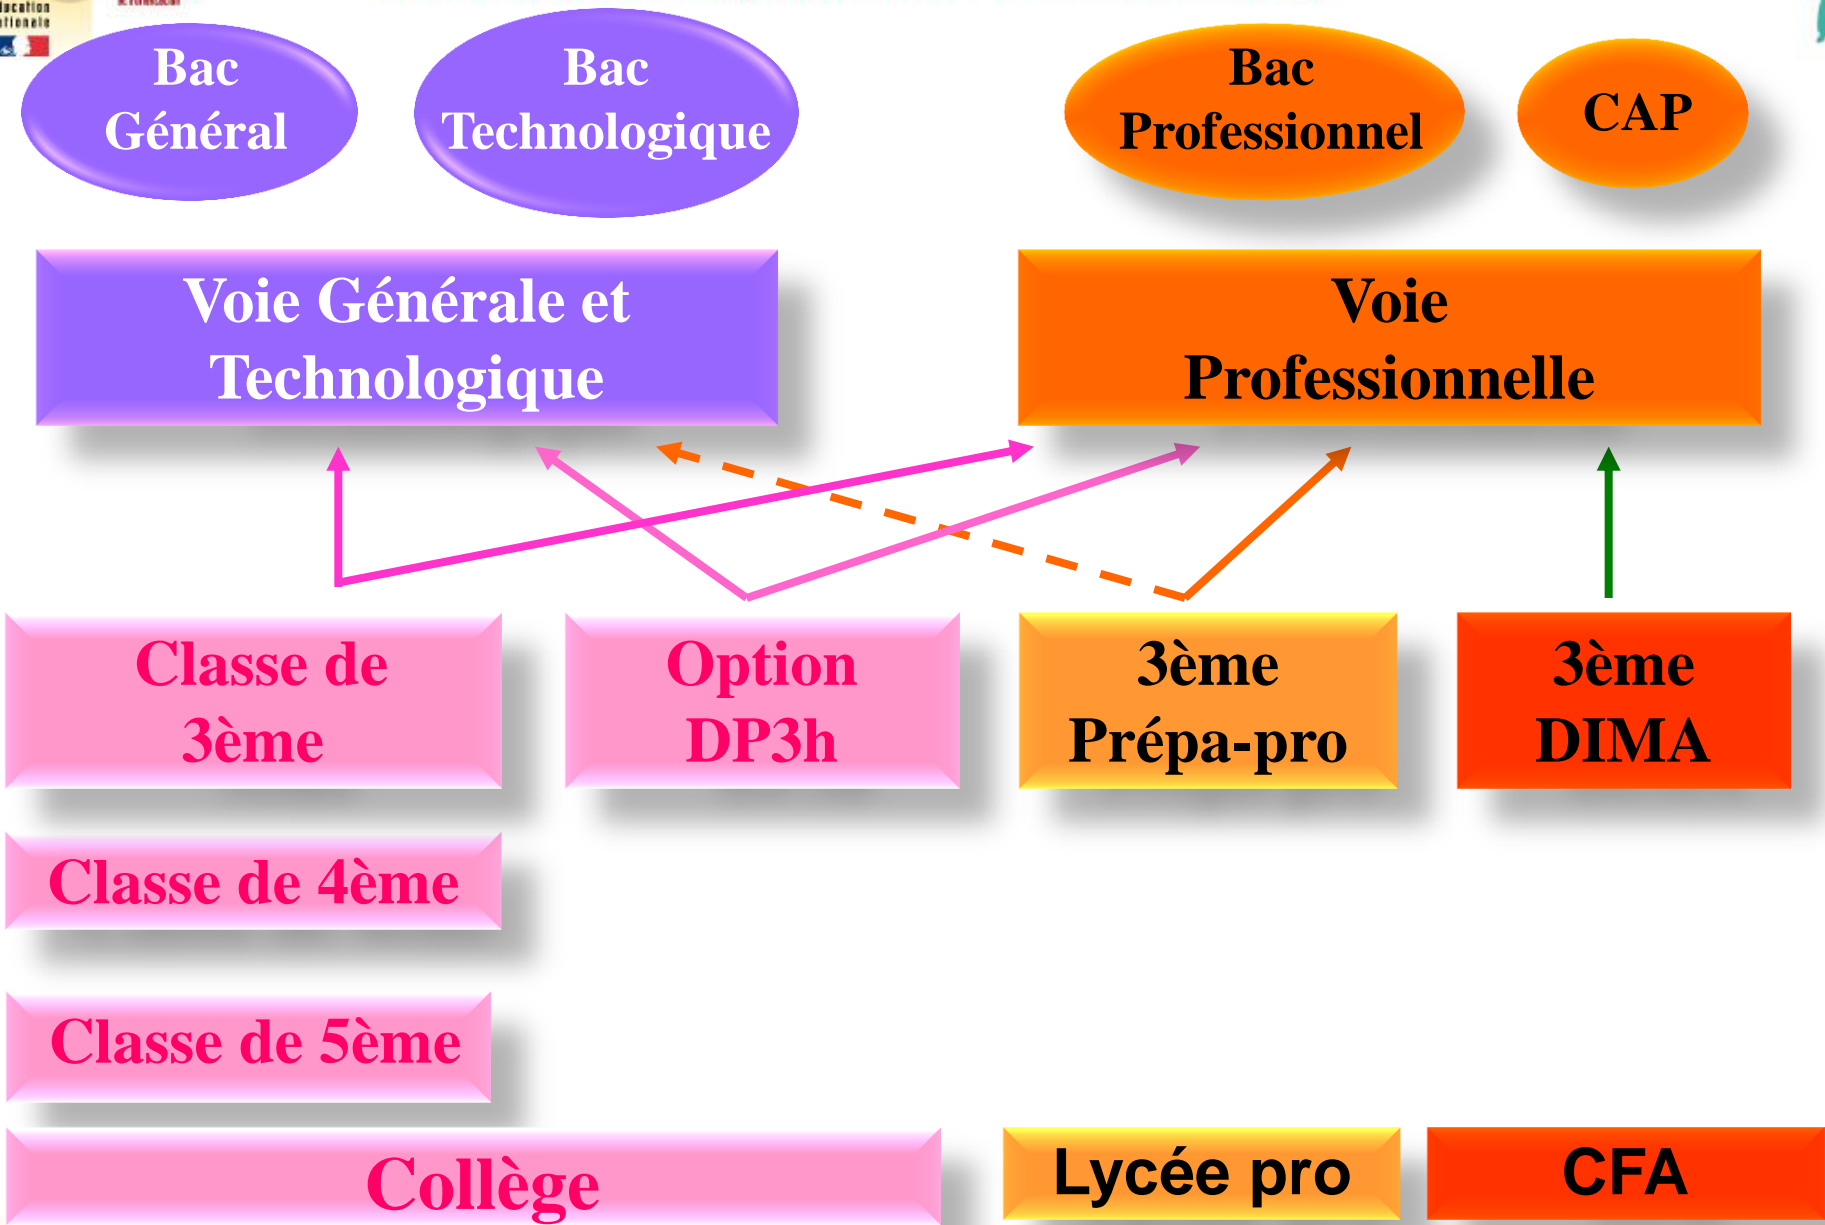 Bac
Général
Bac
Technologique
Bac
Professionnel
CAP
Voie Générale et
Technologique
Voie
Professionnelle
Classe de
3ème
Option
DP3h
3ème
Prépa-pro
3ème
DIMA
Classe de 4ème
Classe de 5ème
Collège
Lycée pro
CFA